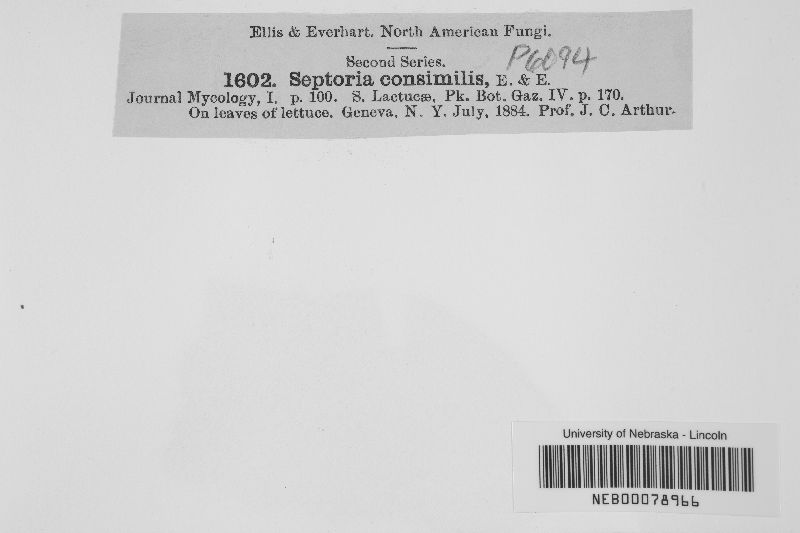 Ellis & Everhart. North American Fungi.
Second Series.
P6094
1602. Septoria consimilis, E. & E.
Journal Mycology, I, p. 100. S. Lactucæ, Pk. Bot. Gaz. IV. p. 170.
On leaves of lettuce. Geneva, N. Y. July, 1884. Prof. J. C. Arthur.
University of Nebraska - Lincoln
NEB00078966